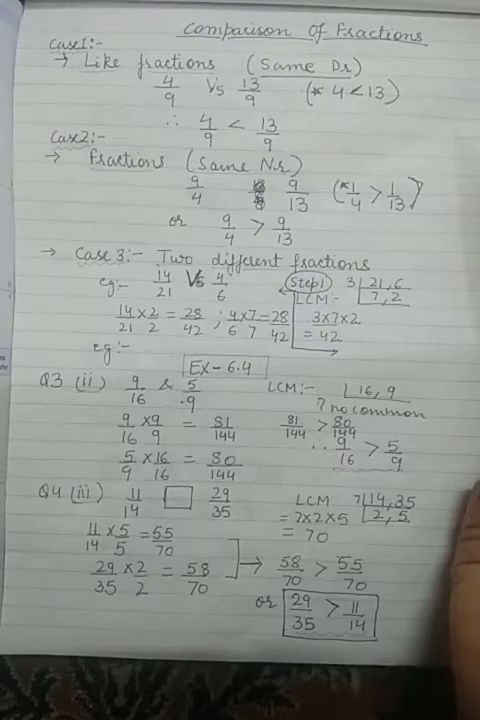 Comparison of Fractions
Case1:-
→ Like fractions (Same Dr)
4/9 Vs 13/9 (* 4<13)
∴ 4/9 < 13/9
Case2:-
→ Fractions (Same Nr)
9/4 9/13 (*1/4 > 1/13)
or 9/4 > 9/13
→ Case 3:- Two different fractions
eg:- 14/21 Vs 4/6 Step1 3 | 21, 6
LCM:- 7, 2
14/21 × 2/2 = 28/42 ; 4/6 × 7/7 = 28/42 3×7×2
= 42
eg:-
EX-6.4
Q3 (ii) 9/16 & 5/9 LCM:- 16, 9
? no common
9/16 × 9/9 = 81/144 81/144 > 80/144
∴ 9/16 > 5/9
5/9 × 16/16 = 80/144
Q4 (iii) 11/14 □ 29/35 LCM 7 | 14, 35
= 7×2×5 2, 5
= 70
11/14 × 5/5 = 55/70
29/35 × 2/2 = 58/70 → 58/70 > 55/70
or 29/35 > 11/14